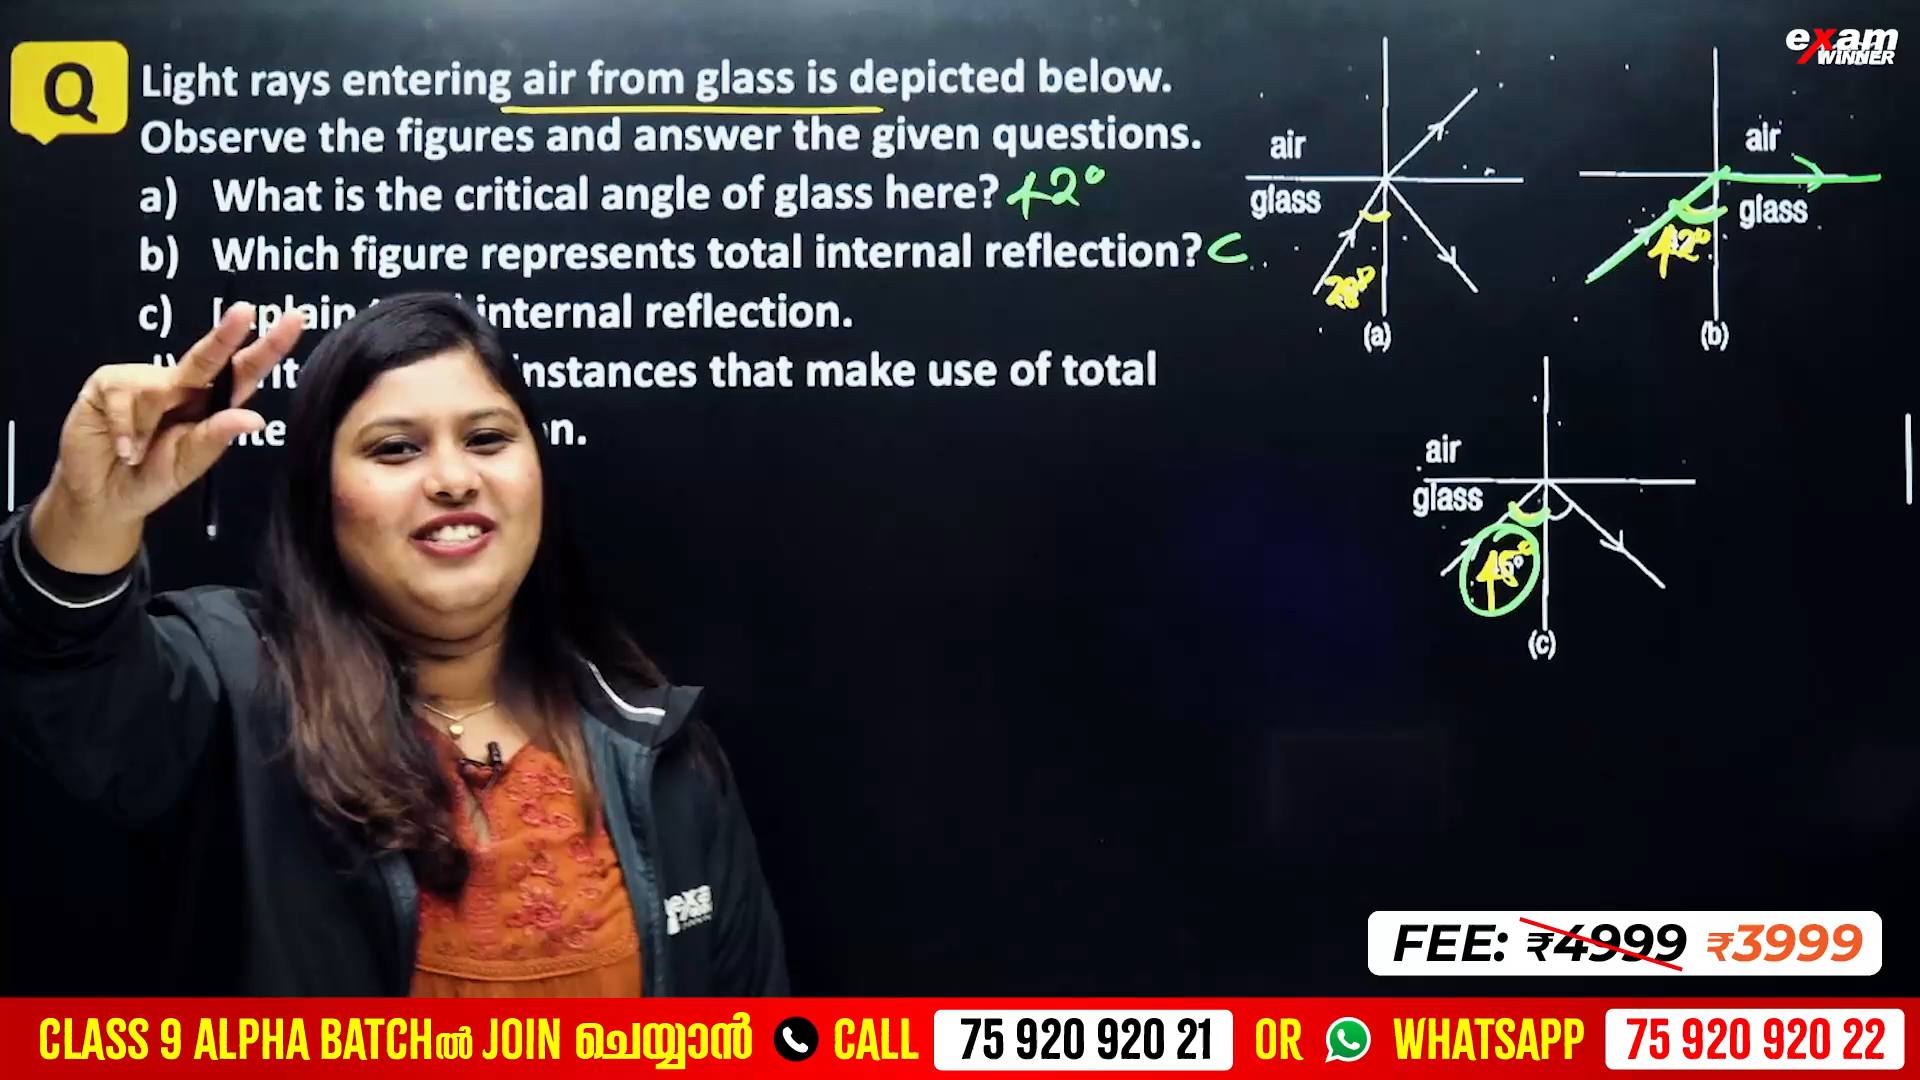 exam
WINNER
Q
Light rays entering air from glass is depicted below.
Observe the figures and answer the given questions.
a) What is the critical angle of glass here? 42°
b) Which figure represents total internal reflection? C
c) internal reflection.
instances that make use of total
n.
air
glass
28°
(a)
air
glass
42°
(b)
air
glass
45°
(c)
FEE: ₹4999 ₹3999
CLASS 9 ALPHA BATCHൽ JOIN ചെയ്യാൻ CALL 75 920 920 21 OR WHATSAPP 75 920 920 22